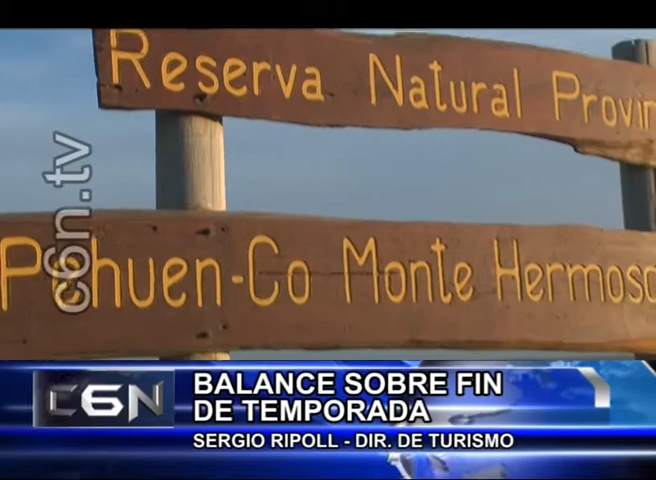 Reserva Natural Provin
Pehuen-Co Monte Hermoso
c6n.tv
C6N
BALANCE SOBRE FIN
DE TEMPORADA
SERGIO RIPOLL - DIR. DE TURISMO